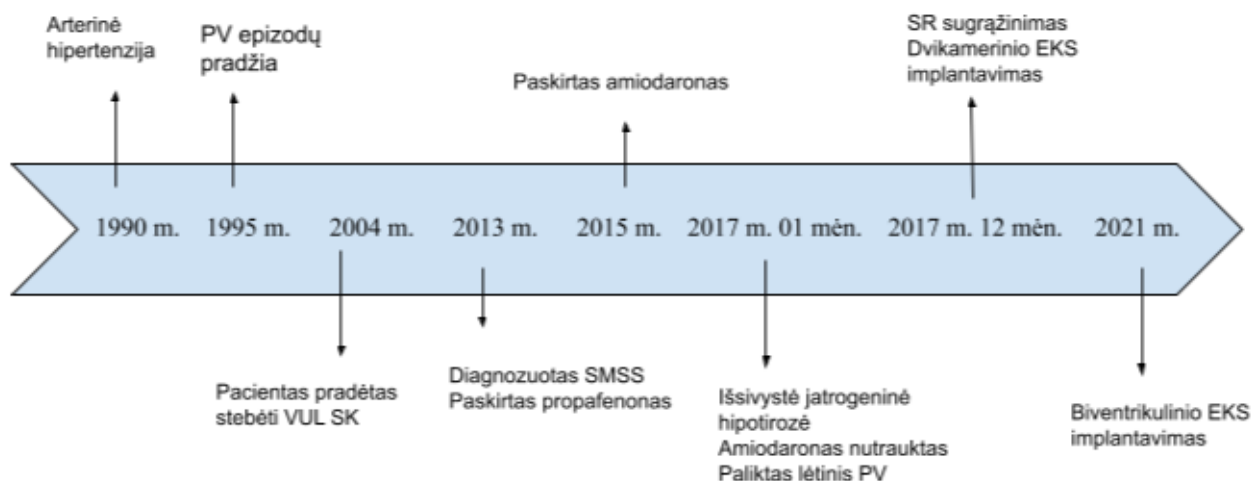 Arterinė
hipertenzija
PV epizodų
pradžia
Paskirtas amiodaronas
SR sugrąžinimas
Dvikamerinio EKS
implantavimas
1990 m.
1995 m.
2004 m.
2013 m.
2015 m.
2017 m. 01 mėn.
2017 m. 12 mėn.
2021 m.
Pacientas pradėtas
stebėti VUL SK
Diagnozuotas SMSS
Paskirtas propafenonas
Išsivystė jatrogeninė
hipotirozė
Amiodaronas nutrauktas
Paliktas lėtinis PV
Biventrikulinio EKS
implantavimas